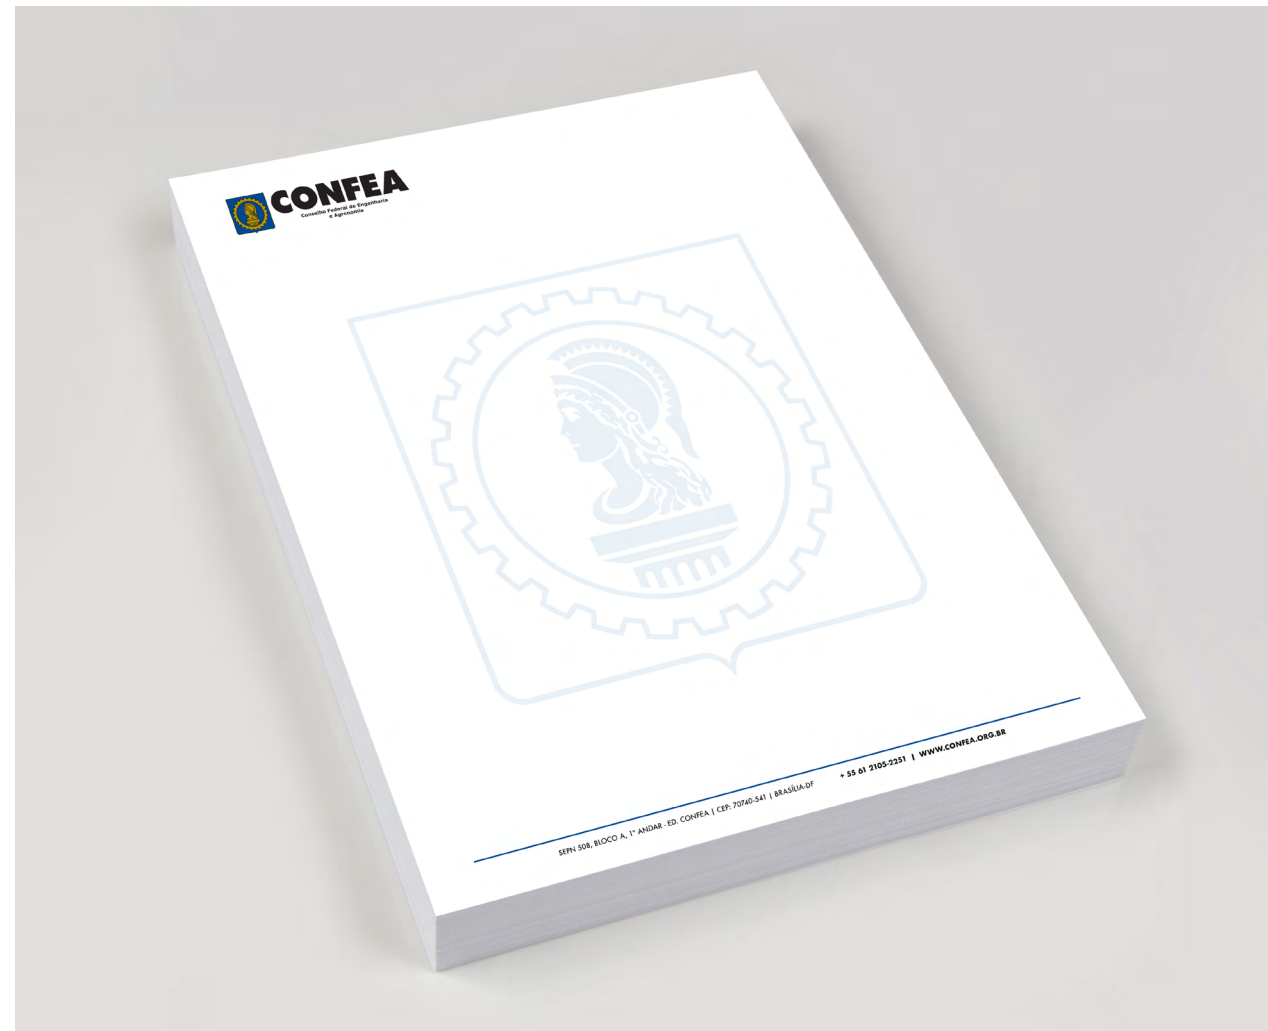 CONFEA
Conselho Federal de Engenharia
e Agronomia
SEPN 508, BLOCO A, 1° ANDAR - ED. CONFEA | CEP: 70740-541 | BRASÍLIA-DF
+ 55 61 2105-2251 | WWW.CONFEA.ORG.BR